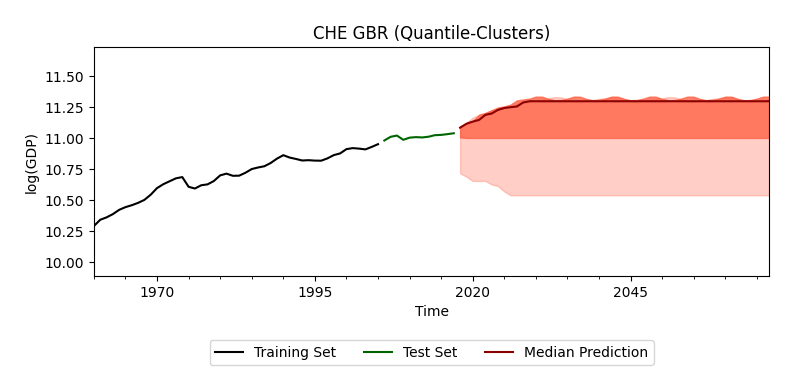 CHE GBR (Quantile-Clusters)
11.50
11.25
11.00
10.75
10.50
10.25
10.00
log(GDP)
1970
1995
2020
2045
Time
Training Set
Test Set
Median Prediction